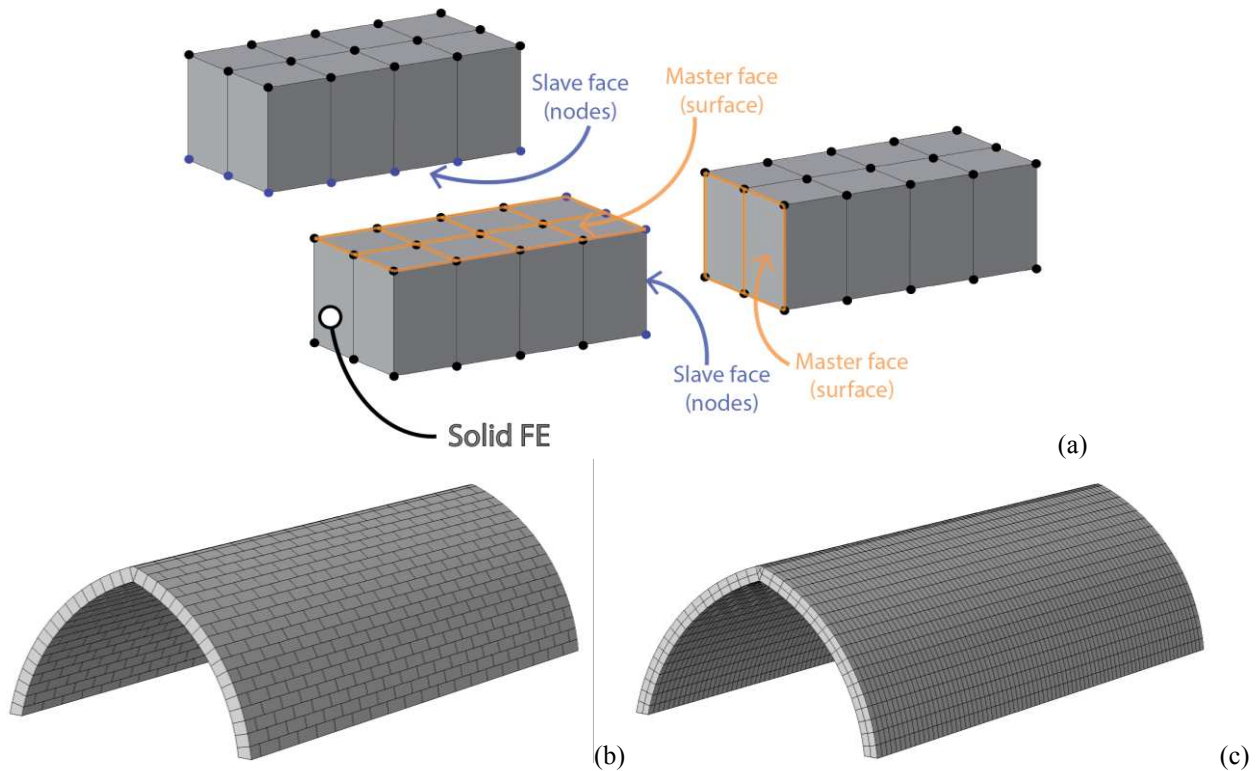 Slave face
(nodes)
Master face
(surface)
Slave face
(nodes)
Master face
(surface)
Solid FE
(a)
(b)
(c)